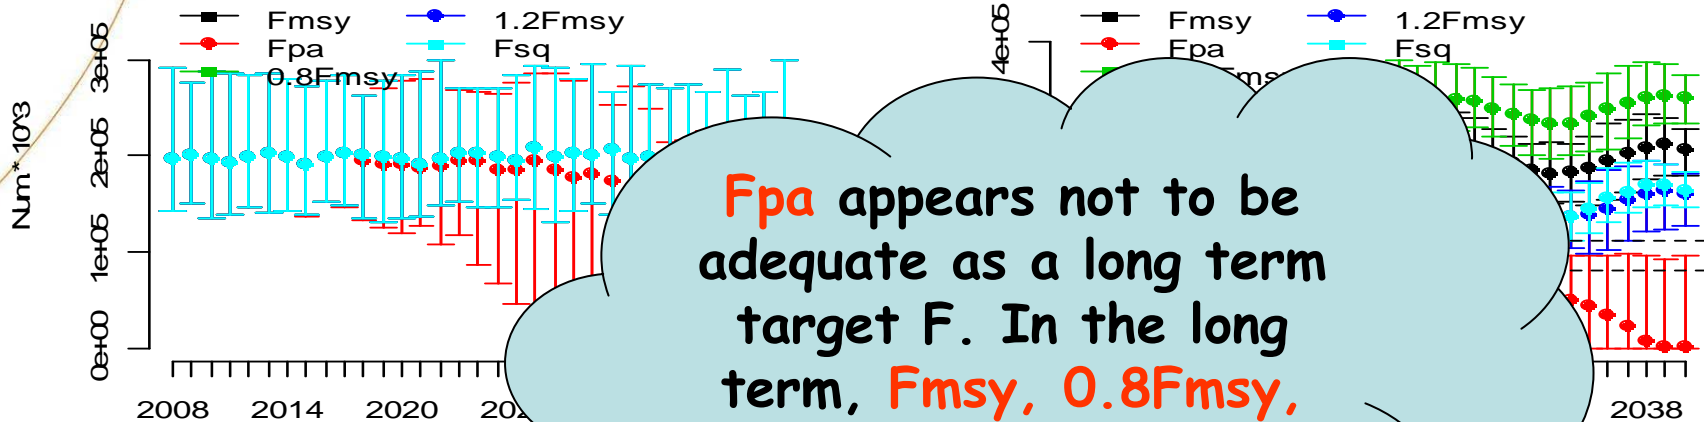 Fmsy 1.2Fmsy
Fpa Fsq
0.8Fmsy
Num * 10^3
0e+00 1e+05 2e+05 3e+05
2008 2014 2020
Fmsy 1.2Fmsy
Fpa Fsq
4e+05
2038
Fpa appears not to be
adequate as a long term
target F. In the long
term, Fmsy, 0.8Fmsy,